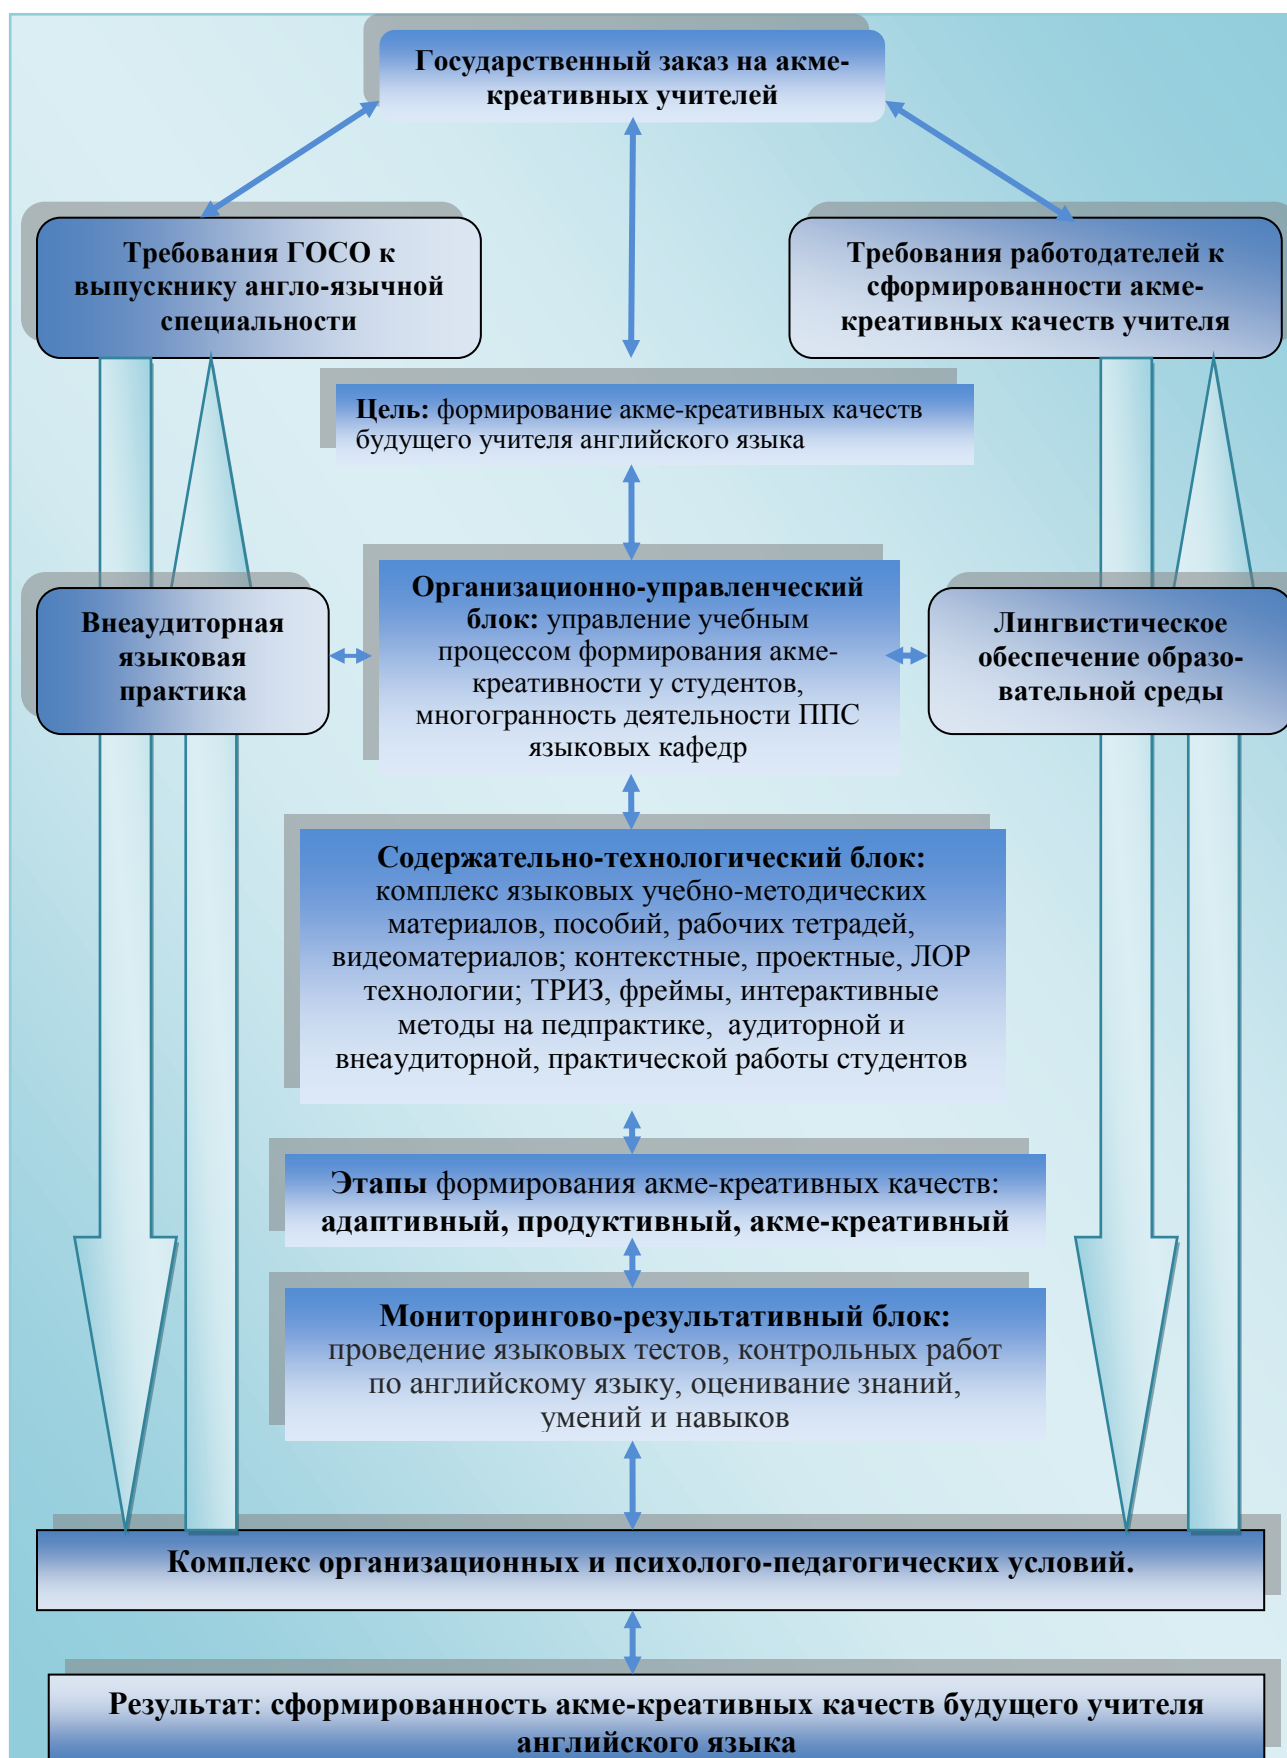 Государственный заказ на акме-
креативных учителей
Требования ГОСО к
выпускнику англо-язычной
специальности
Требования работодателей к
сформированности акме-
креативных качеств учителя
Цель: формирование акме-креативных качеств
будущего учителя английского языка
Внеаудиторная
языковая
практика
Организационно-управленческий
блок: управление учебным
процессом формирования акме-
креативности у студентов,
многогранность деятельности ППС
языковых кафедр
Лингвистическое
обеспечение образо-
вательной среды
Содержательно-технологический блок:
комплекс языковых учебно-методических
материалов, пособий, рабочих тетрадей,
видеоматериалов; контекстные, проектные, ЛОР
технологии; ТРИЗ, фреймы, интерактивные
методы на педпрактике, аудиторной и
внеаудиторной, практической работы студентов
Этапы формирования акме-креативных качеств:
адаптивный, продуктивный, акме-креативный
Мониторингово-результативный блок:
проведение языковых тестов, контрольных работ
по английскому языку, оценивание знаний,
умений и навыков
Комплекс организационных и психолого-педагогических условий.
Результат: сформированность акме-креативных качеств будущего учителя
английского языка